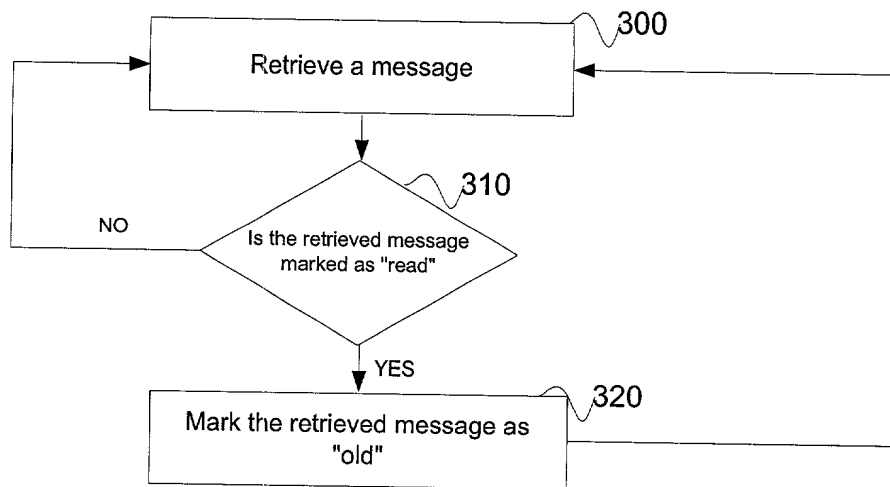 300
Retrieve a message
310
NO
Is the retrieved message
marked as "read"
YES
320
Mark the retrieved message as
"old"